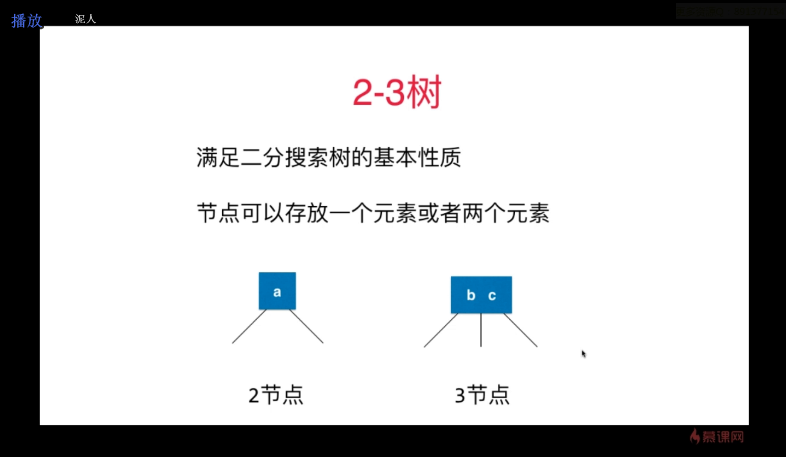 播放 泥人
2-3树
满足二分搜索树的基本性质
节点可以存放一个元素或者两个元素
a
b c
2节点 3节点
慕课网